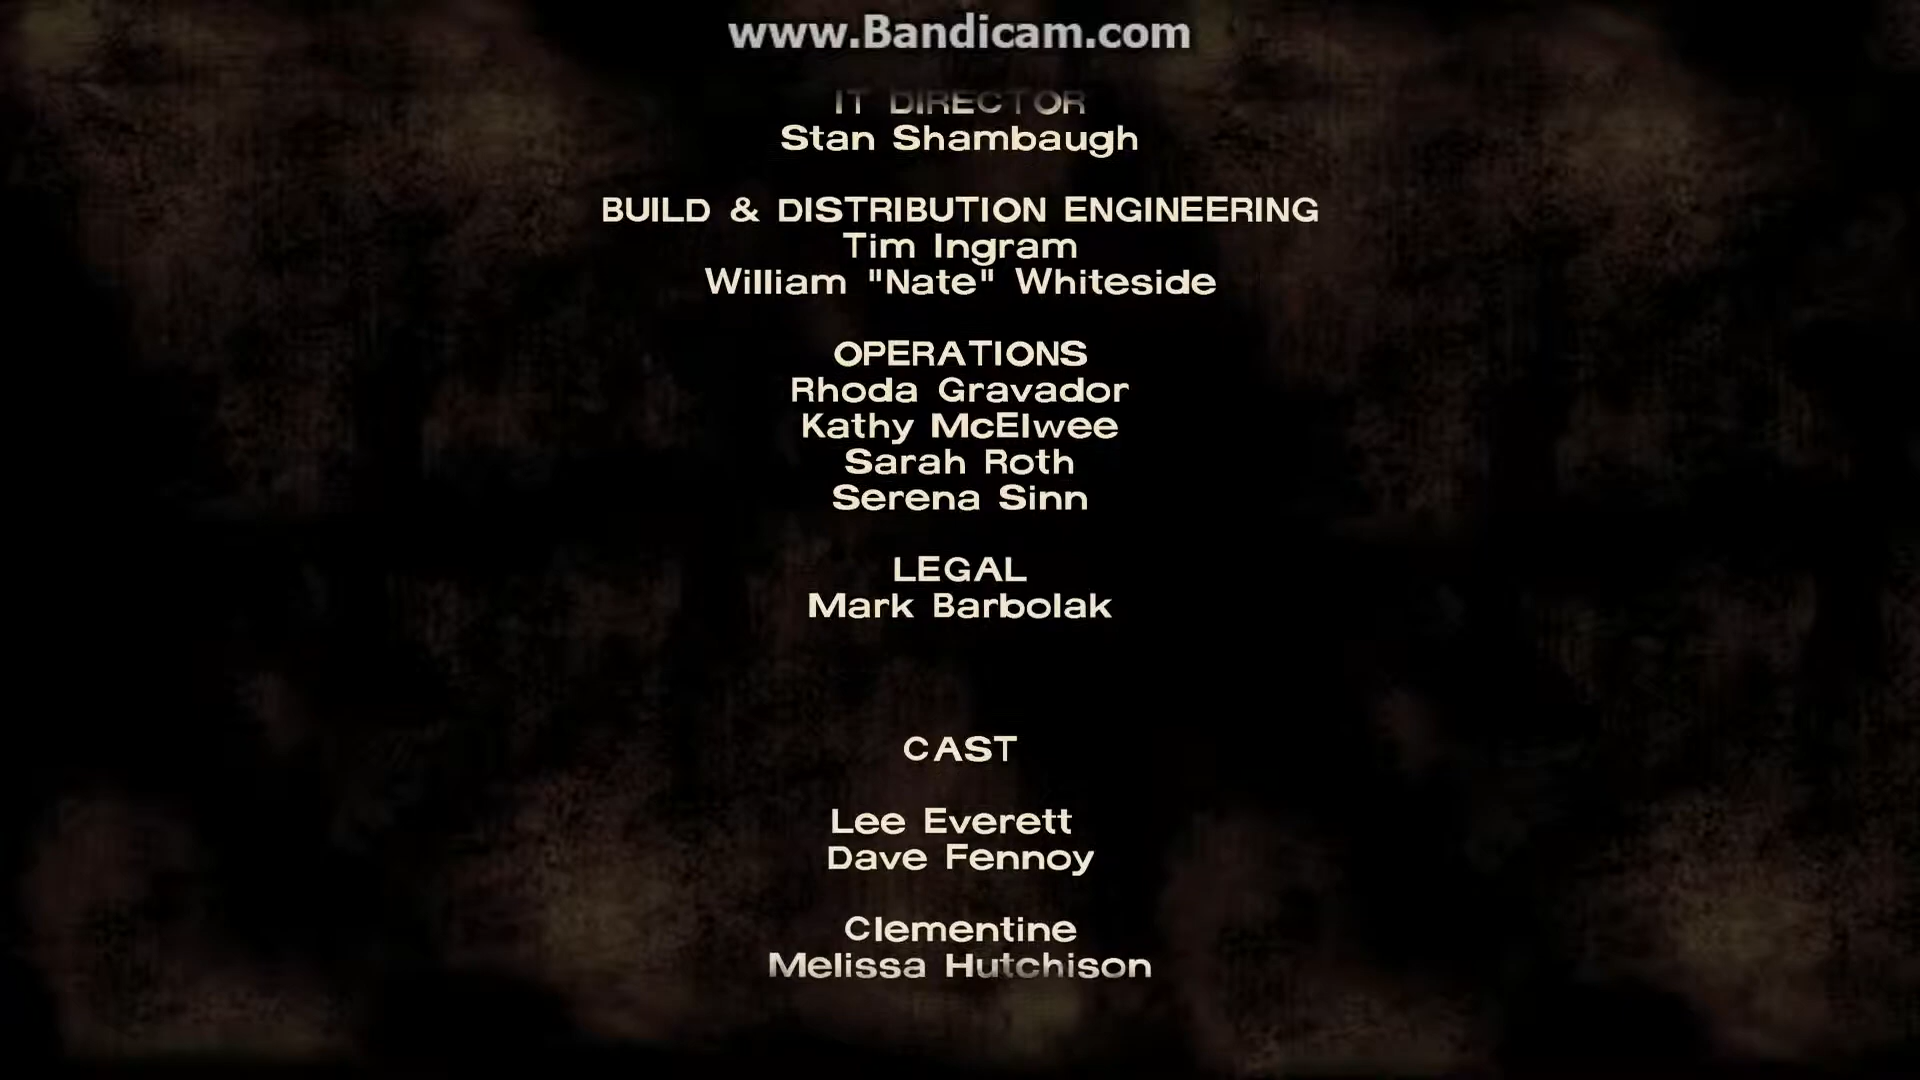 www.Bandicam.com
IT DIRECTOR
Stan Shambaugh
BUILD & DISTRIBUTION ENGINEERING
Tim Ingram
William "Nate" Whiteside
OPERATIONS
Rhoda Gravador
Kathy McElwee
Sarah Roth
Serena Sinn
LEGAL
Mark Barbolak
CAST
Lee Everett
Dave Fennoy
Clementine
Melissa Hutchison